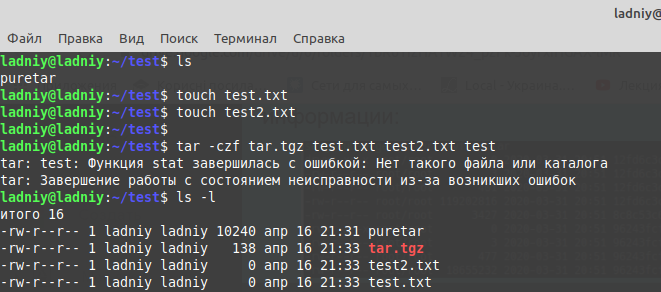 ladniy@
Файл Правка Вид Поиск Терминал Справка
ladniy@ladniy:~/test$ ls
puretar
ladniy@ladniy:~/test$ touch test.txt
ladniy@ladniy:~/test$ touch test2.txt
ladniy@ladniy:~/test$
ladniy@ladniy:~/test$ tar -czf tar.tgz test.txt test2.txt test
tar: test: Функция stat завершилась с ошибкой: Нет такого файла или каталога
tar: Завершение работы с состоянием неисправности из-за возникших ошибок
ladniy@ladniy:~/test$ ls -l
итого 16
-rw-r--r-- 1 ladniy ladniy 10240 апр 16 21:31 puretar
-rw-r--r-- 1 ladniy ladniy   138 апр 16 21:33 tar.tgz
-rw-r--r-- 1 ladniy ladniy     0 апр 16 21:33 test2.txt
-rw-r--r-- 1 ladniy ladniy     0 апр 16 21:33 test.txt